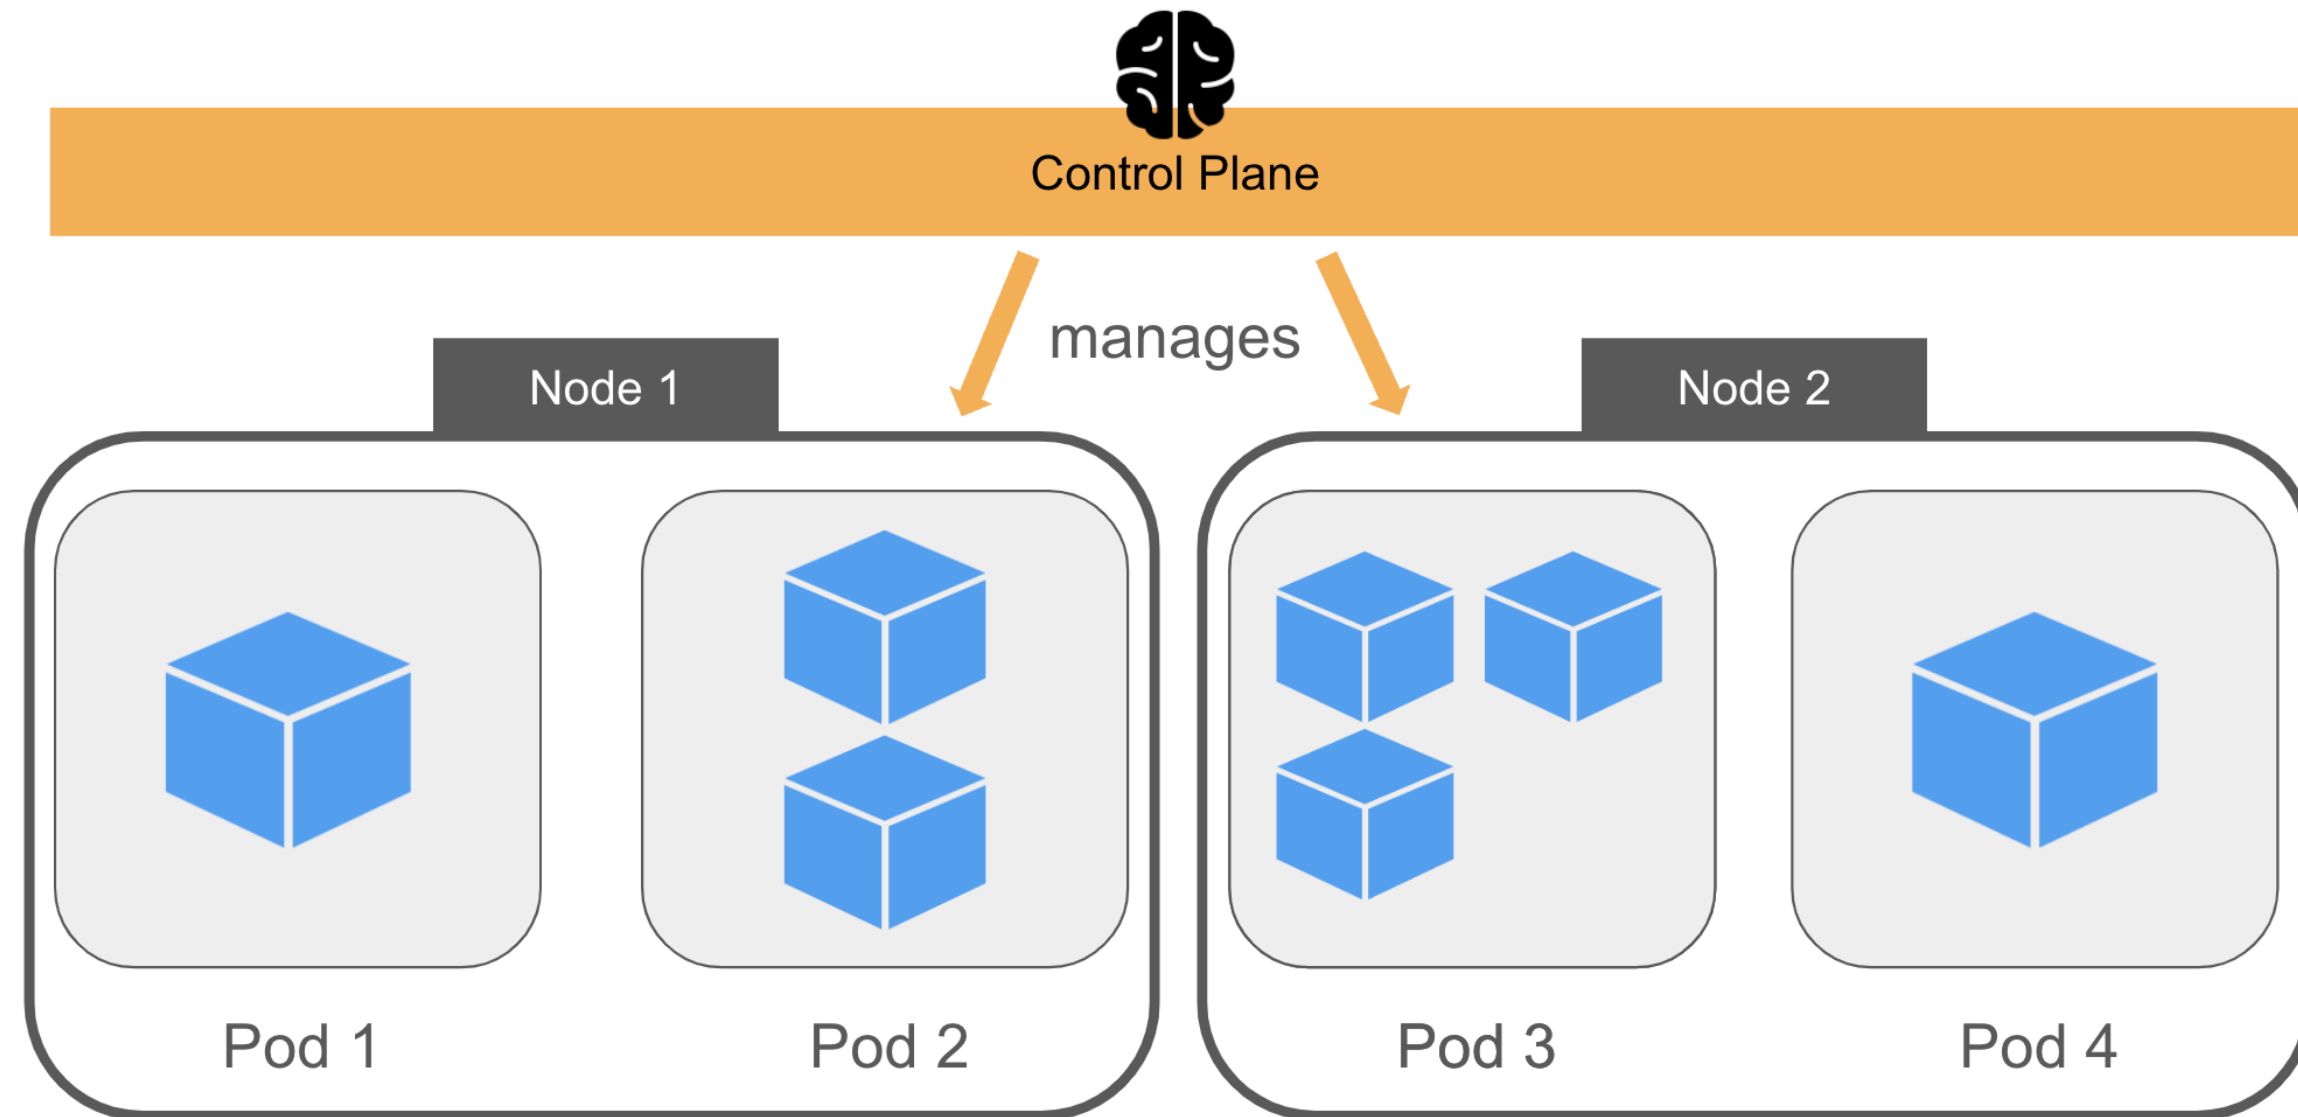 Control Plane
manages
Node 1
Node 2
Pod 1
Pod 2
Pod 3
Pod 4